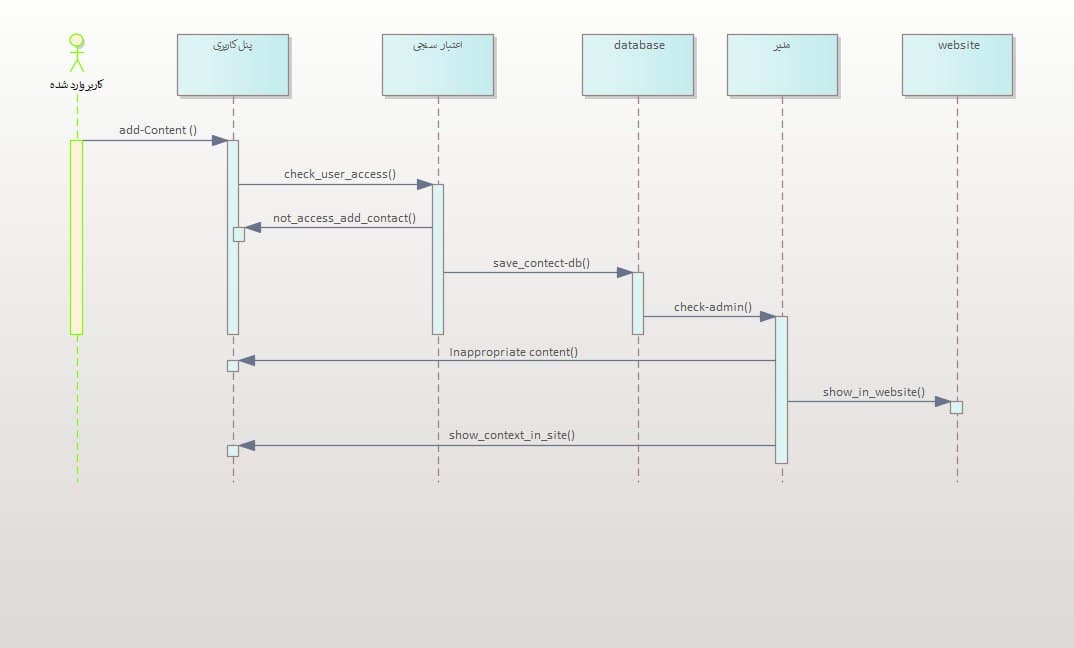 کاربر وارد شده
پنل کاربری
اعتبار سنجی
database
مدیر
website
add-Content ()
check_user_access()
not_access_add_contact()
save_contect-db()
check-admin()
Inappropriate content()
show_in_website()
show_context_in_site()